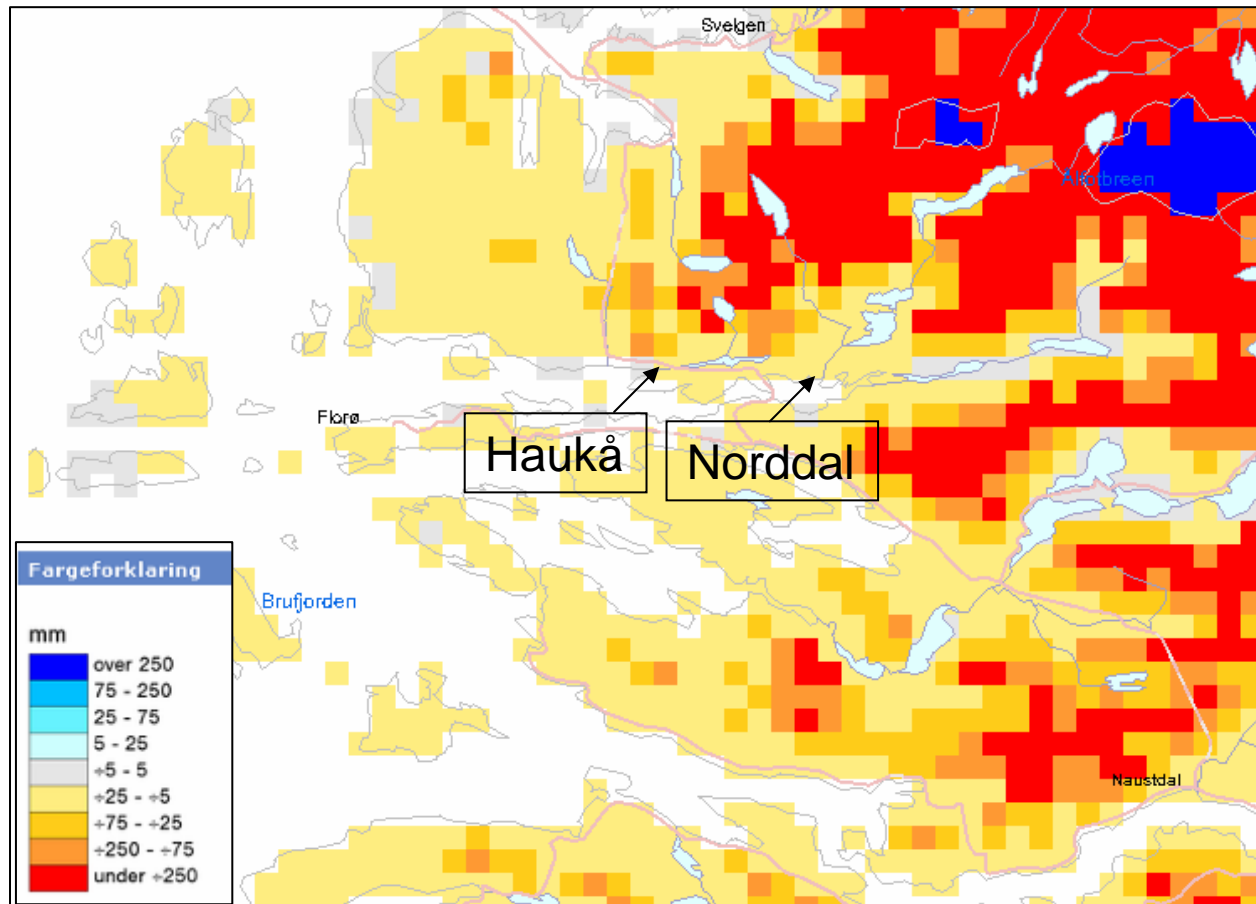 Svelgen
Ålfotbreen
Florø
Haukå
Norddal
Brufjorden
Naustdal
Fargeforklaring
mm
over 250
75 - 250
25 - 75
5 - 25
÷5 - 5
÷25 - ÷5
÷75 - ÷25
÷250 - ÷75
under ÷250